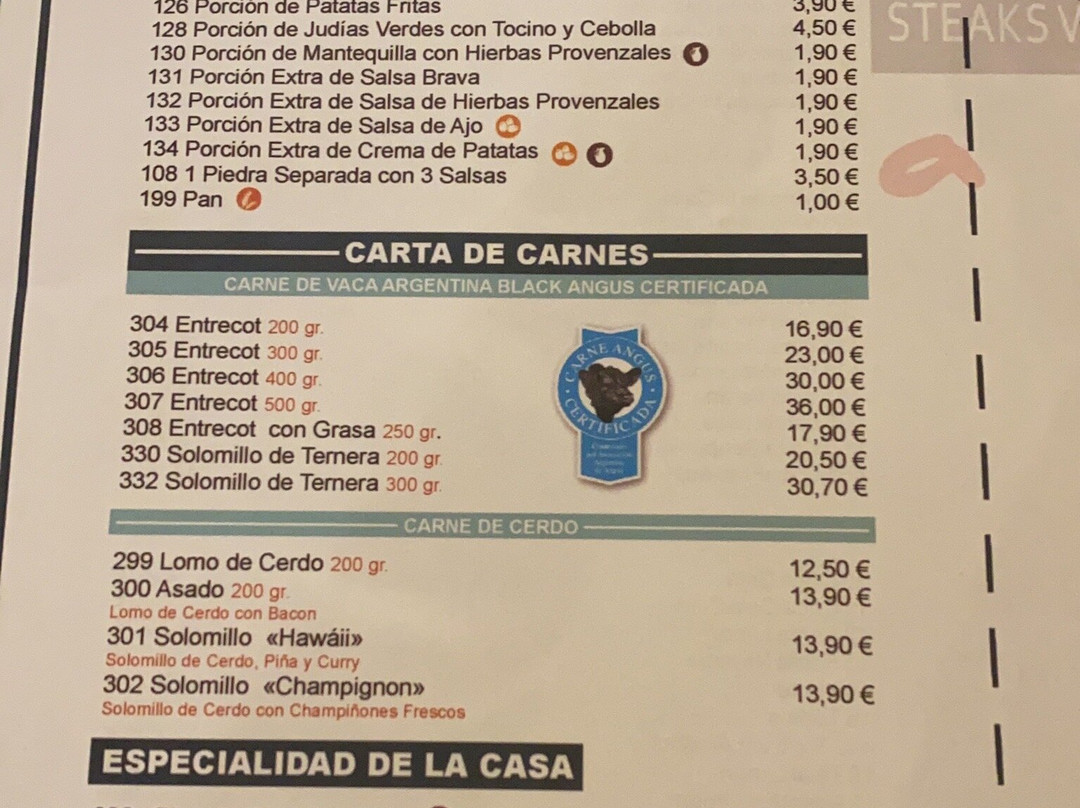 126 Porción de Patatas Fritas 3,90 €
128 Porción de Judías Verdes con Tocino y Cebolla 4,50 €
130 Porción de Mantequilla con Hierbas Provenzales 1,90 €
131 Porción Extra de Salsa Brava 1,90 €
132 Porción Extra de Salsa de Hierbas Provenzales 1,90 €
133 Porción Extra de Salsa de Ajo 1,90 €
134 Porción Extra de Crema de Patatas 1,90 €
108 1 Piedra Separada con 3 Salsas 3,50 €
199 Pan 1,00 €
STEAKS
CARTA DE CARNES
CARNE DE VACA ARGENTINA BLACK ANGUS CERTIFICADA
304 Entrecot 200 gr. 16,90 €
305 Entrecot 300 gr. 23,00 €
306 Entrecot 400 gr. 30,00 €
307 Entrecot 500 gr. 36,00 €
308 Entrecot con Grasa 250 gr. 17,90 €
330 Solomillo de Ternera 200 gr. 20,50 €
332 Solomillo de Ternera 300 gr. 30,70 €
CARNE ANGUS
CERTIFICADA
CARNE DE CERDO
299 Lomo de Cerdo 200 gr. 12,50 €
300 Asado 200 gr. 13,90 €
Lomo de Cerdo con Bacon
301 Solomillo «Hawáii» 13,90 €
Solomillo de Cerdo, Piña y Curry
302 Solomillo «Champignon» 13,90 €
Solomillo de Cerdo con Champiñones Frescos
ESPECIALIDAD DE LA CASA